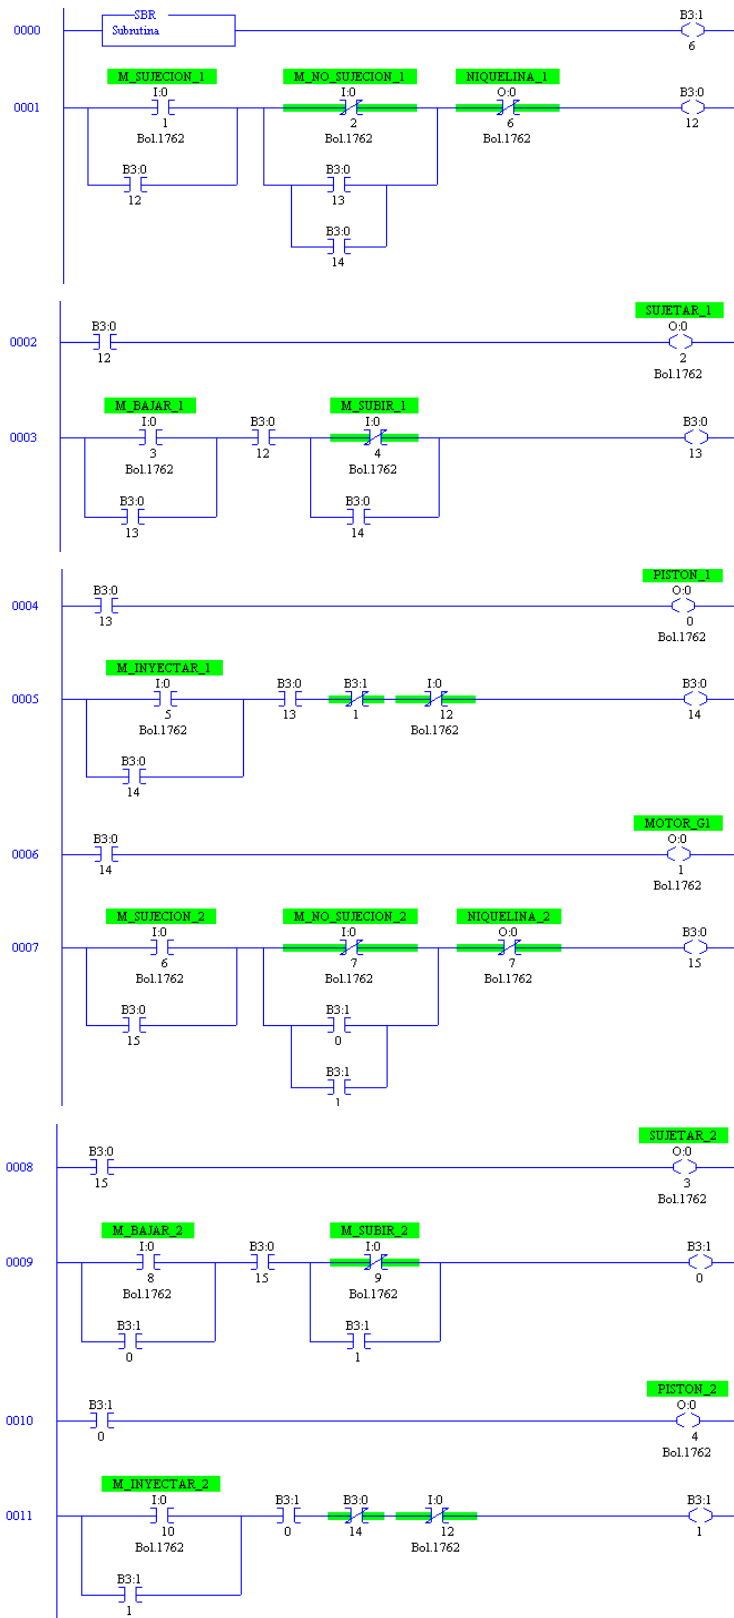 SBR
B3:1
0000
Subrutina
6
M_SUJECION_1
M_NO_SUJECION_1
NIQUELINA_1
I:0
I:0
O:0
B3:0
0001
1
2
6
12
Bol.1762
Bol.1762
Bol.1762
B3:0
B3:0
12
13
B3:0
14
SUJETAR_1
B3:0
O:0
0002
12
2
Bol.1762
M_BAJAR_1
M_SUBIR_1
I:0
B3:0
I:0
B3:0
0003
3
12
4
13
Bol.1762
Bol.1762
B3:0
B3:0
13
14
PISTON_1
B3:0
O:0
0004
13
0
Bol.1762
M_INYECTAR_1
I:0
B3:0
B3:1
I:0
B3:0
0005
5
13
1
12
14
Bol.1762
Bol.1762
B3:0
14
MOTOR_G1
B3:0
O:0
0006
14
1
Bol.1762
M_SUJECION_2
M_NO_SUJECION_2
NIQUELINA_2
I:0
I:0
O:0
B3:0
0007
6
7
7
15
Bol.1762
Bol.1762
Bol.1762
B3:0
B3:1
15
0
B3:1
1
SUJETAR_2
B3:0
O:0
0008
15
3
Bol.1762
M_BAJAR_2
M_SUBIR_2
I:0
B3:0
I:0
B3:1
0009
8
15
9
0
Bol.1762
Bol.1762
B3:1
B3:1
0
1
PISTON_2
B3:1
O:0
0010
0
4
Bol.1762
M_INYECTAR_2
I:0
B3:1
B3:0
I:0
B3:1
0011
10
0
14
12
1
Bol.1762
Bol.1762
B3:1
1